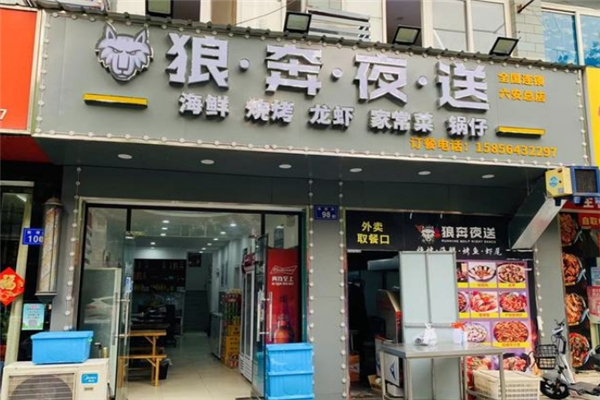 狼·奔·夜·送
全国连锁
六安总店
海鲜 烧烤 龙虾 家常菜 锅仔
订餐电话：15856432297
98
10
外卖
取餐口
狼奔夜送